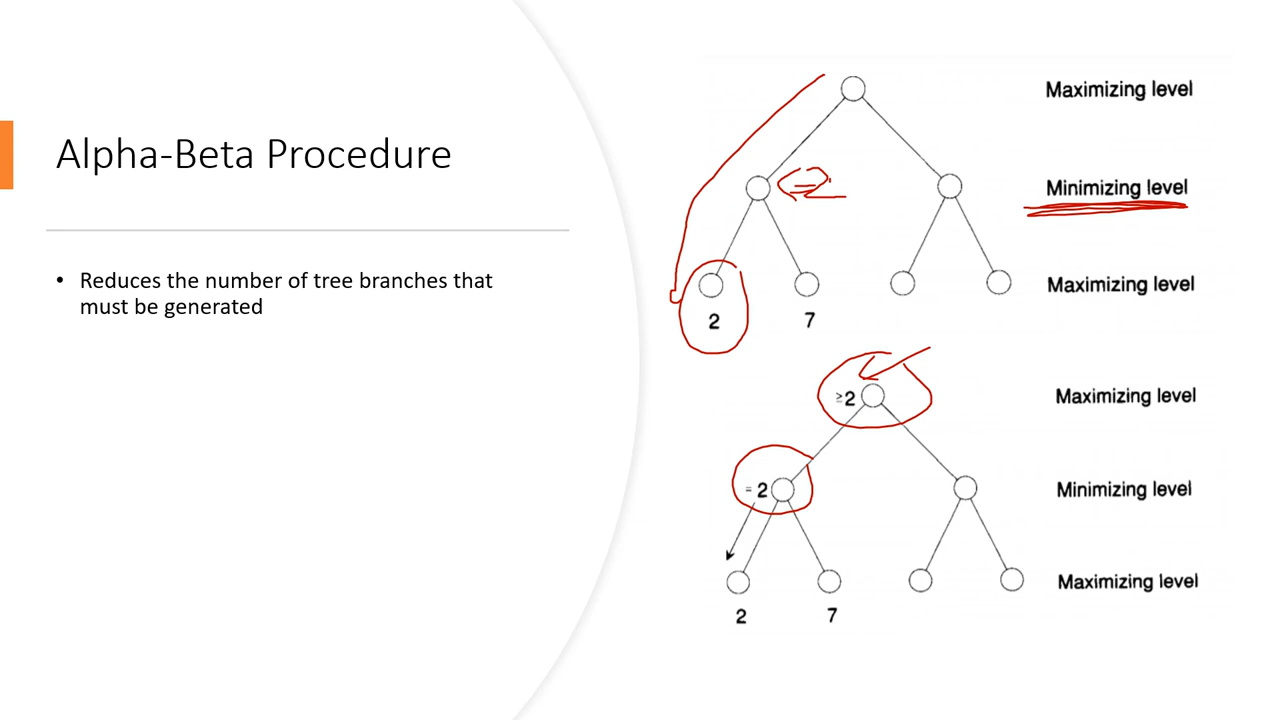 Alpha-Beta Procedure
• Reduces the number of tree branches that
must be generated
Maximizing level
Minimizing level
Maximizing level
2
7
≥2
Maximizing level
= 2
Minimizing level
Maximizing level
2
7